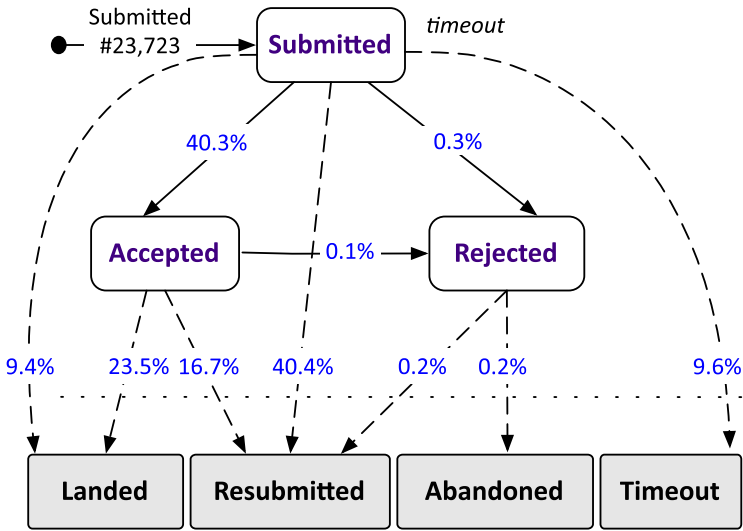 Submitted
#23,723
Submitted
timeout
40.3%
0.3%
Accepted
0.1%
Rejected
9.4%
23.5%
16.7%
40.4%
0.2%
0.2%
9.6%
Landed
Resubmitted
Abandoned
Timeout